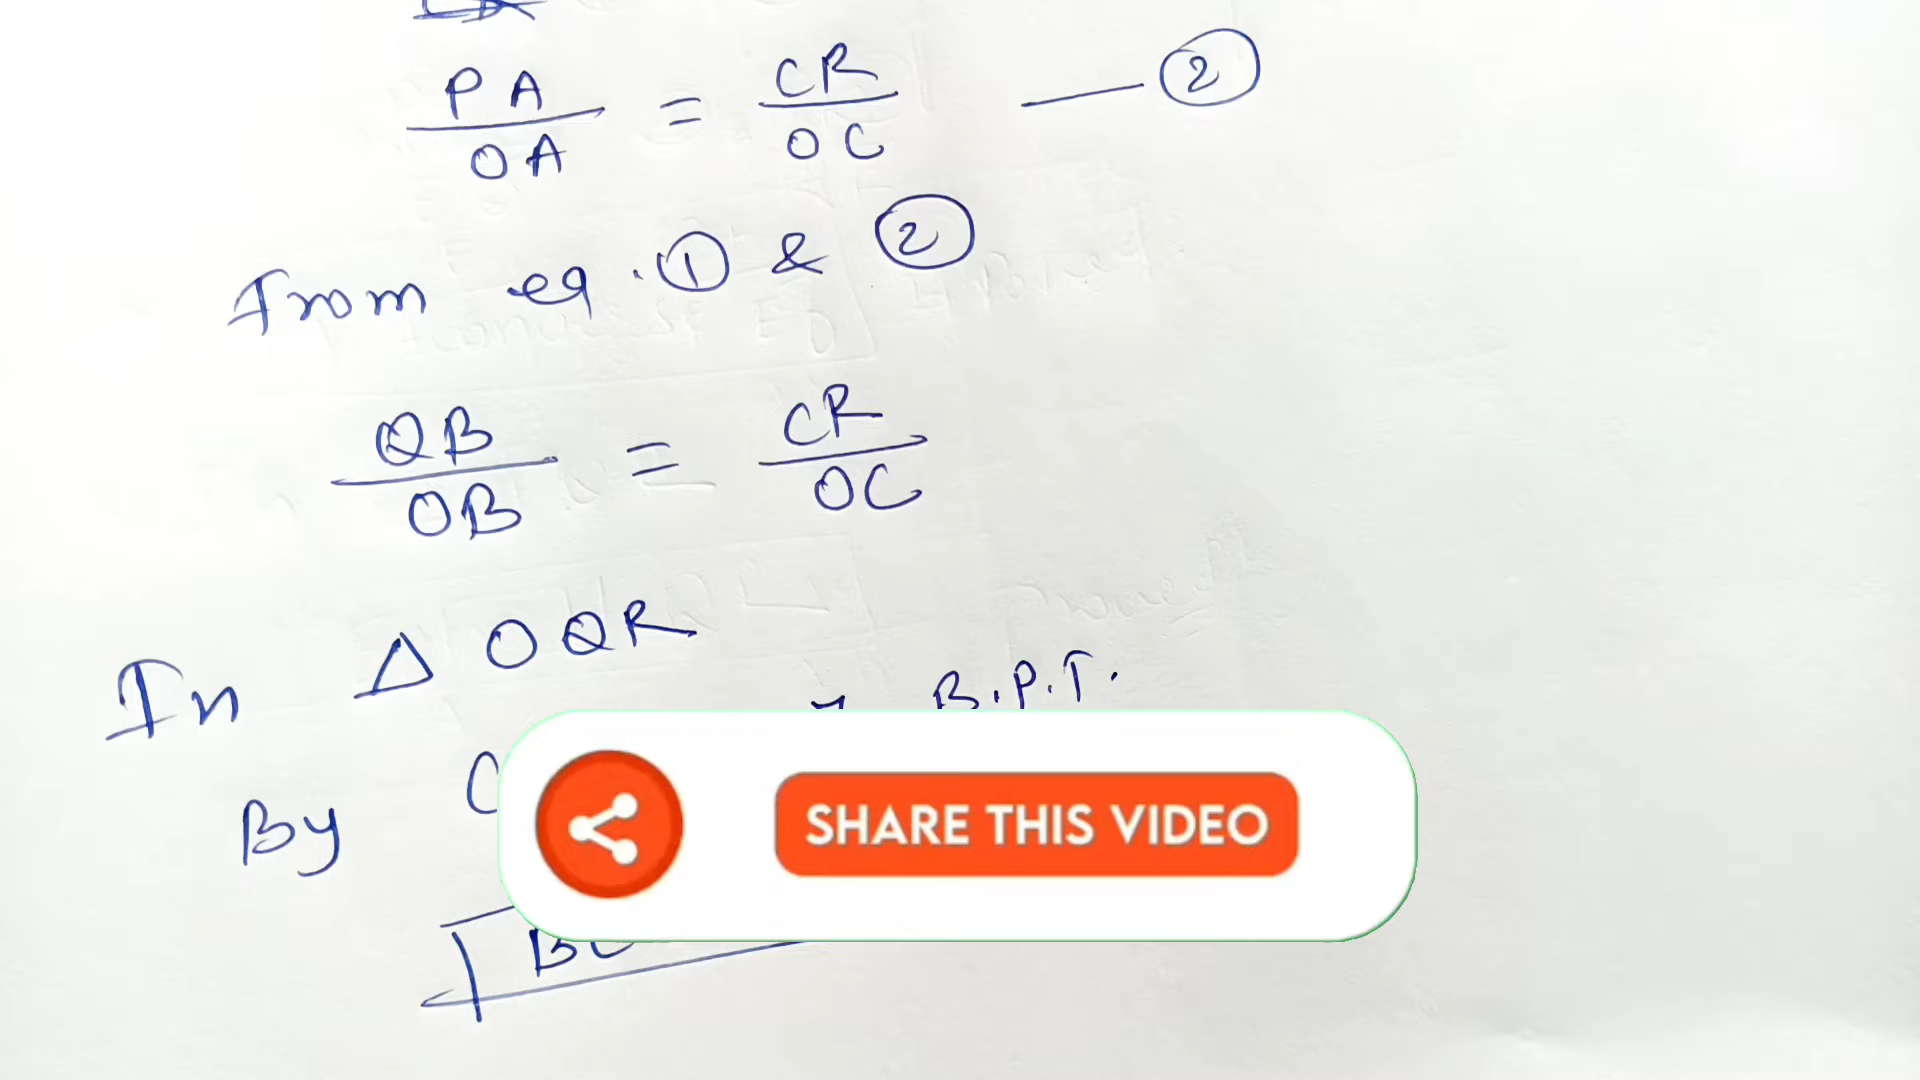 PA/OA = CR/OC — ②
From eq. ① & ②
QB/OB = CR/OC
In △ OQR
B.P.T.
By
SHARE THIS VIDEO